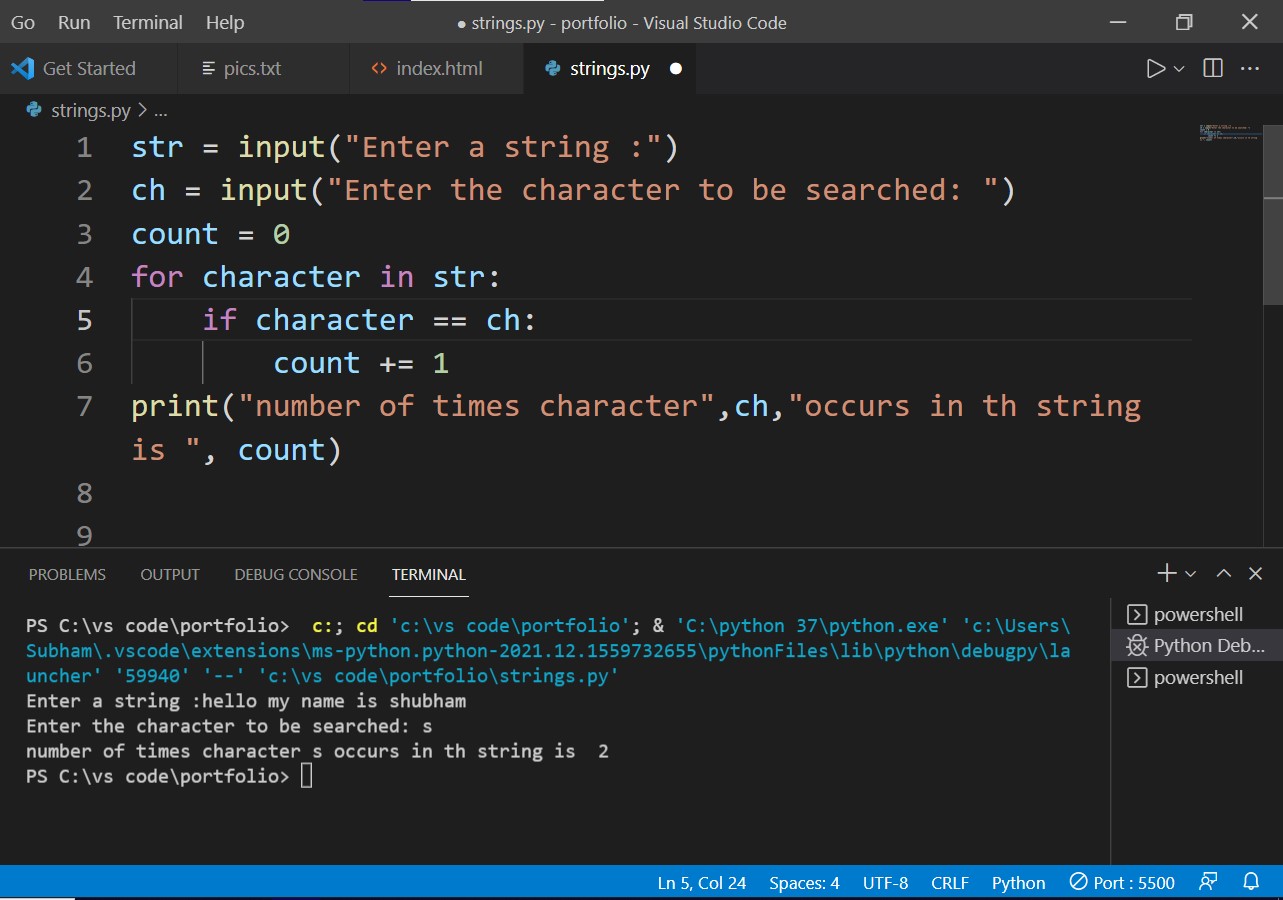 Go Run Terminal Help ● strings.py - portfolio - Visual Studio Code
Get Started pics.txt index.html strings.py
strings.py > ...
1 str = input("Enter a string :")
2 ch = input("Enter the character to be searched: ")
3 count = 0
4 for character in str:
5 if character == ch:
6 count += 1
7 print("number of times character",ch,"occurs in th string
is ", count)
8
9
PROBLEMS OUTPUT DEBUG CONSOLE TERMINAL
PS C:\vs code\portfolio>  c:; cd 'c:\vs code\portfolio'; & 'C:\python 37\python.exe' 'c:\Users\
Subham\.vscode\extensions\ms-python.python-2021.12.1559732655\pythonFiles\lib\python\debugpy\la
uncher' '59940' '--' 'c:\vs code\portfolio\strings.py'
Enter a string :hello my name is shubham
Enter the character to be searched: s
number of times character s occurs in th string is  2
PS C:\vs code\portfolio>
powershell
Python Deb...
powershell
Ln 5, Col 24 Spaces: 4 UTF-8 CRLF Python Port : 5500